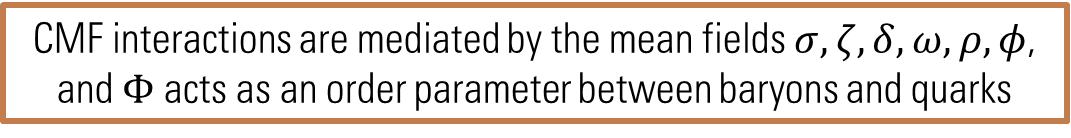 CMF interactions are mediated by the mean fields σ, ζ, δ, ω, ρ, ϕ,
and Φ acts as an order parameter between baryons and quarks